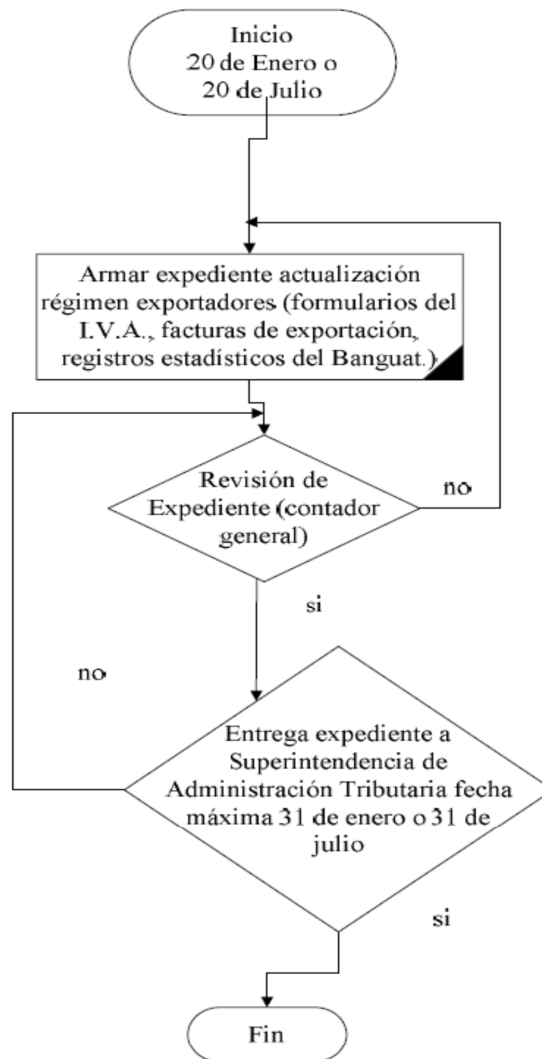 Inicio
20 de Enero o
20 de Julio
Armar expediente actualización
régimen exportadores (formularios del
I.V.A., facturas de exportación,
registros estadísticos del Banguat.)
Revisión de
Expediente (contador
general)
no
si
no
Entrega expediente a
Superintendencia de
Administración Tributaria fecha
máxima 31 de enero o 31 de
julio
si
Fin